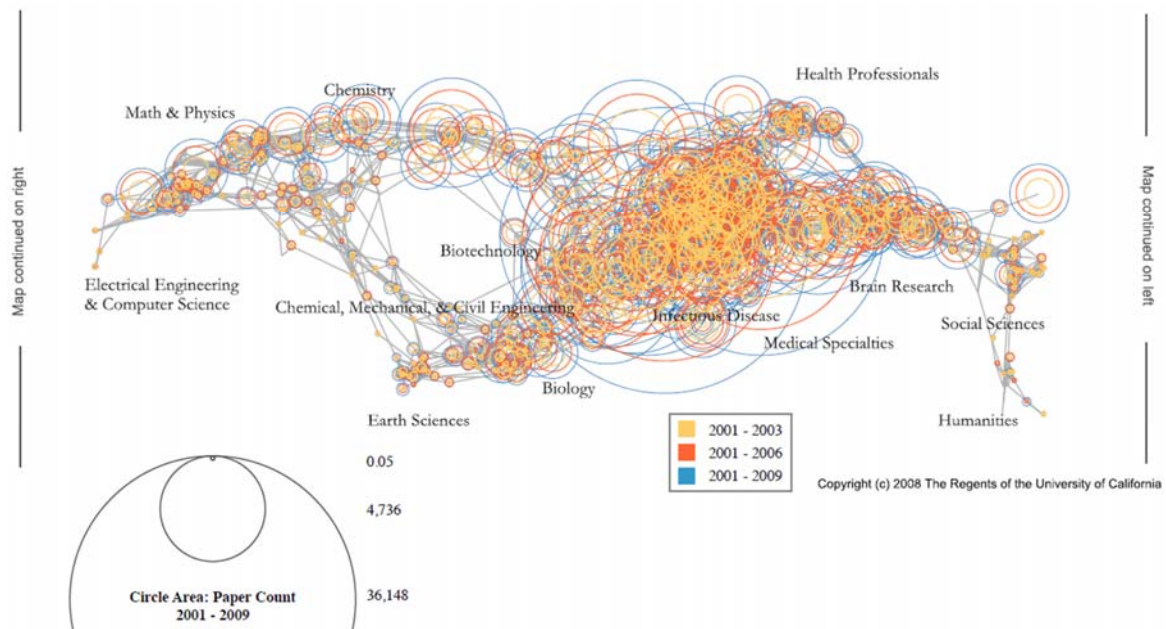 Map continued on right
Health Professionals
Chemistry
Math & Physics
Biotechnology
Electrical Engineering
& Computer Science
Chemical, Mechanical, & Civil Engineering
Brain Research
Infectious Disease
Social Sciences
Medical Specialties
Biology
Earth Sciences
Humanities
Map continued on left
2001 - 2003
2001 - 2006
2001 - 2009
Copyright (c) 2008 The Regents of the University of California
0.05
4,736
36,148
Circle Area: Paper Count
2001 - 2009